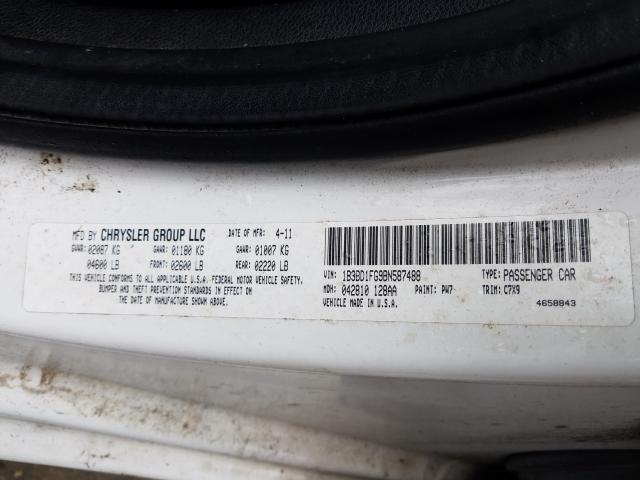 MFD BY CHRYSLER GROUP LLC DATE OF MFR: 4-11
GVWR: 02087 KG GAWR: 01180 KG GAWR: 01007 KG
04600 LB FRONT: 02600 LB REAR: 02220 LB
THIS VEHICLE CONFORMS TO ALL APPLICABLE U.S.A. FEDERAL MOTOR VEHICLE SAFETY,
BUMPER AND THEFT PREVENTION STANDARDS IN EFFECT ON
THE DATE OF MANUFACTURE SHOWN ABOVE.
VIN: 1B3BD1FG9BN587488 TYPE: PASSENGER CAR
MDH: 042810 128AA PAINT: PW7 TRIM: C7X9
VEHICLE MADE IN U.S.A. 4658843